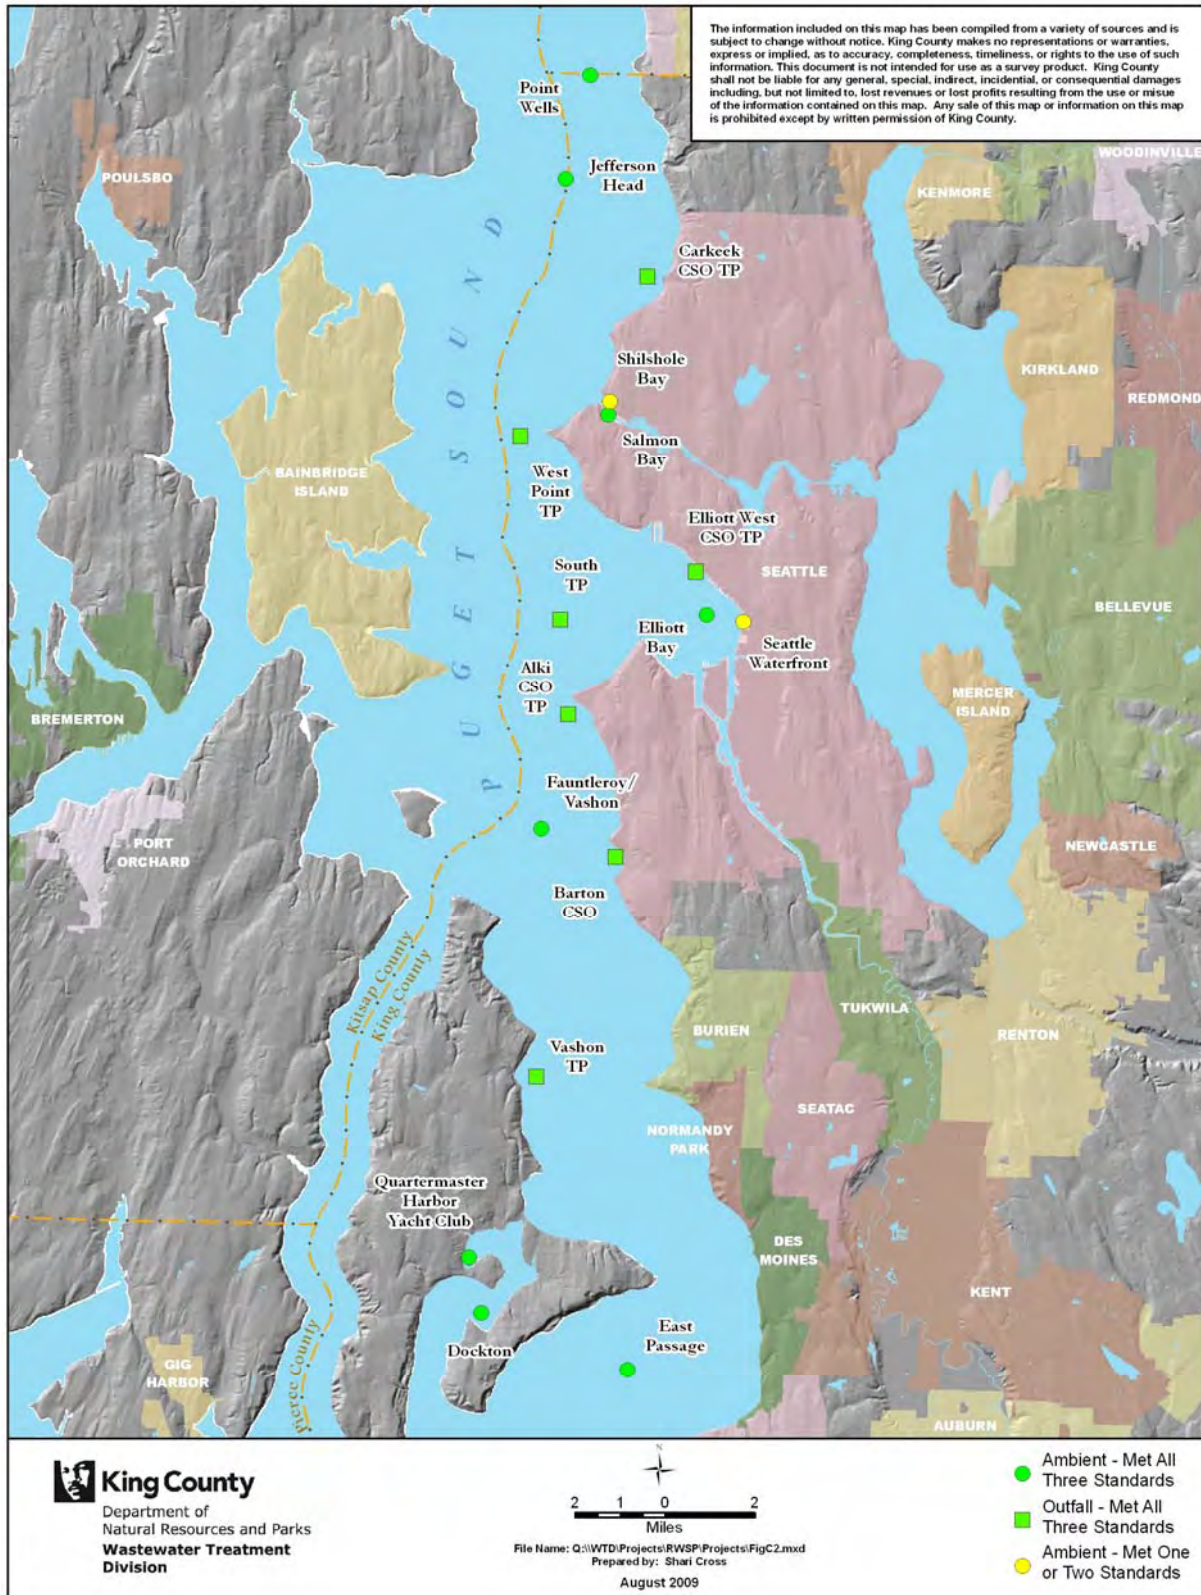 The information included on this map has been compiled from a variety of sources and is
subject to change without notice. King County makes no representations or warranties,
express or implied, as to accuracy, completeness, timeliness, or rights to the use of such
information. This document is not intended for use as a survey product. King County
shall not be liable for any general, special, indirect, incidental, or consequential damages
including, but not limited to, lost revenues or lost profits resulting from the use or misuse
of the information contained on this map. Any sale of this map or information on this map
is prohibited except by written permission of King County.
Point
Wells
WOODINVILLE
POULSBO
Jefferson
Head
KENMORE
Carkeek
CSO TP
Shilshole
Bay
KIRKLAND
REDMOND
Salmon
Bay
BAINBRIDGE
ISLAND
West
Point
TP
PUGET SOUND
Elliott West
CSO TP
South
TP
SEATTLE
BELLEVUE
Elliott
Bay
Seattle
Waterfront
Alki
CSO
TP
BREMERTON
MERCER
ISLAND
Fauntleroy/
Vashon
PORT
ORCHARD
NEWCASTLE
Barton
CSO
Kitsap County
King County
TUKWILA
BURIEN
RENTON
Vashon
TP
SEATAC
NORMANDY
PARK
Quartermaster
Harbor
Yacht Club
DES
MOINES
KENT
East
Passage
Dockton
GIG
HARBOR
Pierce County
AUBURN
King County
Department of
Natural Resources and Parks
Wastewater Treatment
Division
N
2 1 0 2
Miles
File Name: Q:\\WTD\Projects\RWSP\Projects\FigC2.mxd
Prepared by: Shari Cross
August 2009
Ambient - Met All
Three Standards
Outfall - Met All
Three Standards
Ambient - Met One
or Two Standards